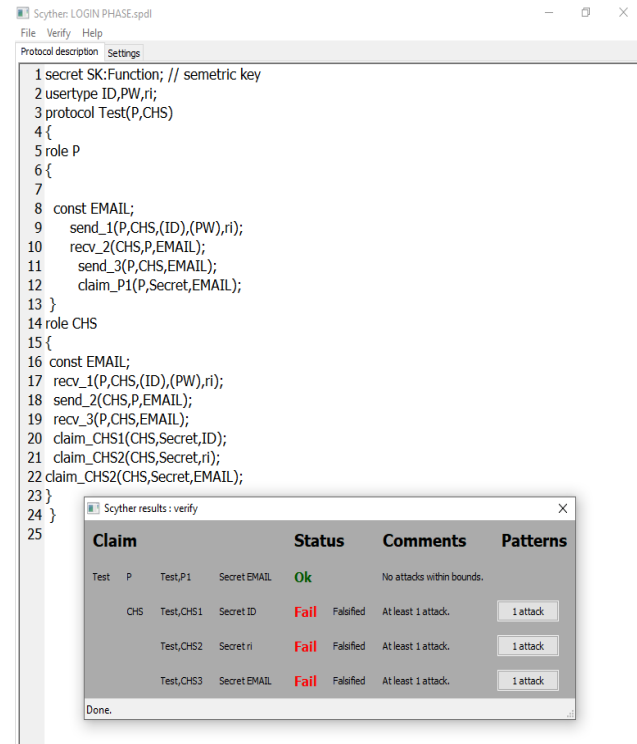 Scyther: LOGIN PHASE.spdl
File Verify Help
Protocol description Settings
1 secret SK:Function; // semetric key
2 usertype ID,PW,ri;
3 protocol Test(P,CHS)
4 {
5 role P
6 {
7
8 const EMAIL;
9 send_1(P,CHS,(ID),(PW),ri);
10 recv_2(CHS,P,EMAIL);
11 send_3(P,CHS,EMAIL);
12 claim_P1(P,Secret,EMAIL);
13 }
14 role CHS
15 {
16 const EMAIL;
17 recv_1(P,CHS,(ID),(PW),ri);
18 send_2(CHS,P,EMAIL);
19 recv_3(P,CHS,EMAIL);
20 claim_CHS1(CHS,Secret,ID);
21 claim_CHS2(CHS,Secret,ri);
22 claim_CHS2(CHS,Secret,EMAIL);
23 }
24 }
25
Scyther results : verify
Claim Status Comments Patterns
Test P Test,P1 Secret EMAIL Ok No attacks within bounds.
CHS Test,CHS1 Secret ID Fail Falsified At least 1 attack. 1 attack
Test,CHS2 Secret ri Fail Falsified At least 1 attack. 1 attack
Test,CHS3 Secret EMAIL Fail Falsified At least 1 attack. 1 attack
Done.